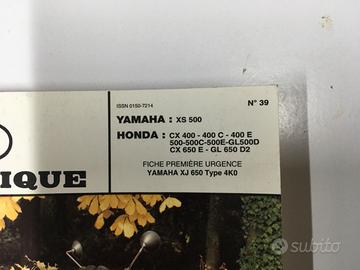 ISSN 0150-7214
N° 39
YAMAHA : XS 500
HONDA : CX 400 - 400 C - 400 E
500-500C-500E-GL500D
CX 650 E - GL 650 D2
FICHE PREMIÈRE URGENCE
YAMAHA XJ 650 Type 4K0
IQUE
subito